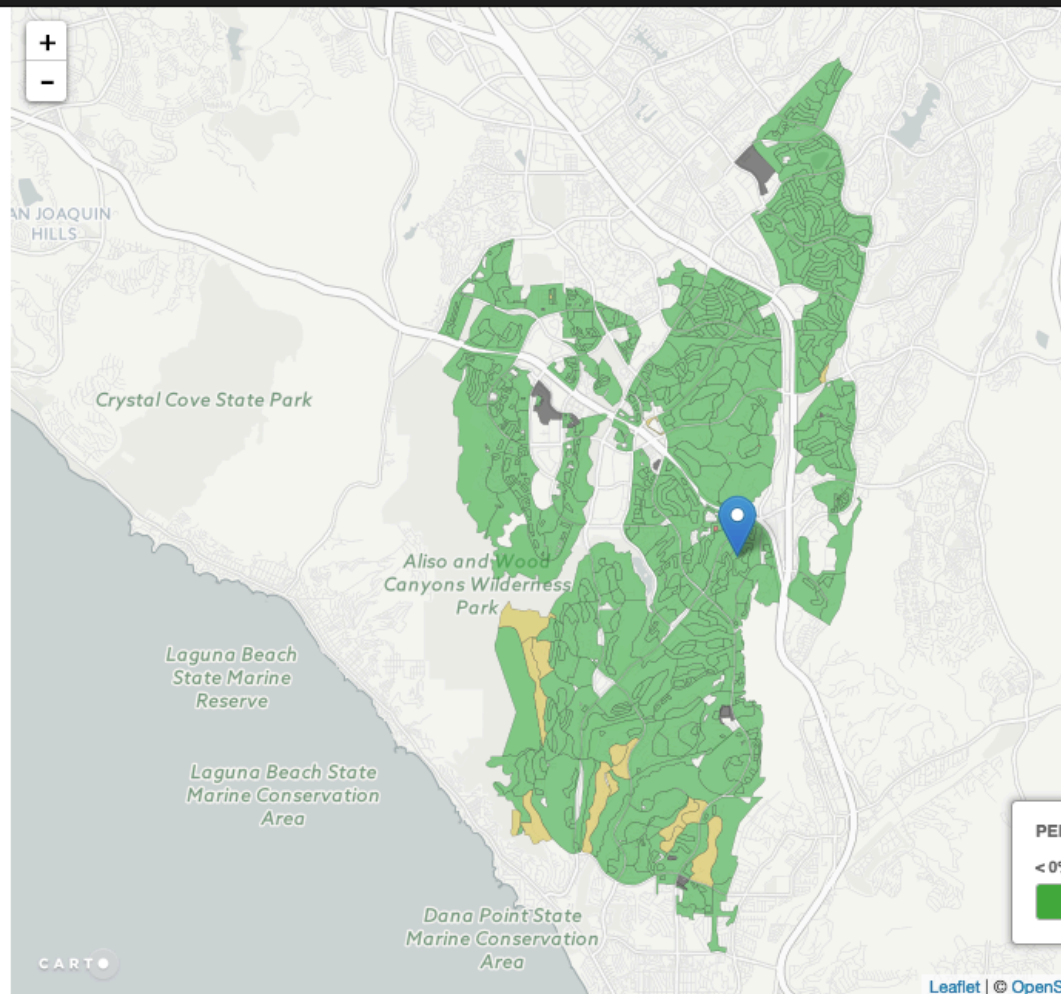 +
-
AN JOAQUIN
HILLS
Crystal Cove State Park
Aliso and Wood
Canyons Wilderness
Park
Laguna Beach
State Marine
Reserve
Laguna Beach State
Marine Conservation
Area
Dana Point State
Marine Conservation
Area
PE
< 0
CARTO
Leaflet | © OpenS